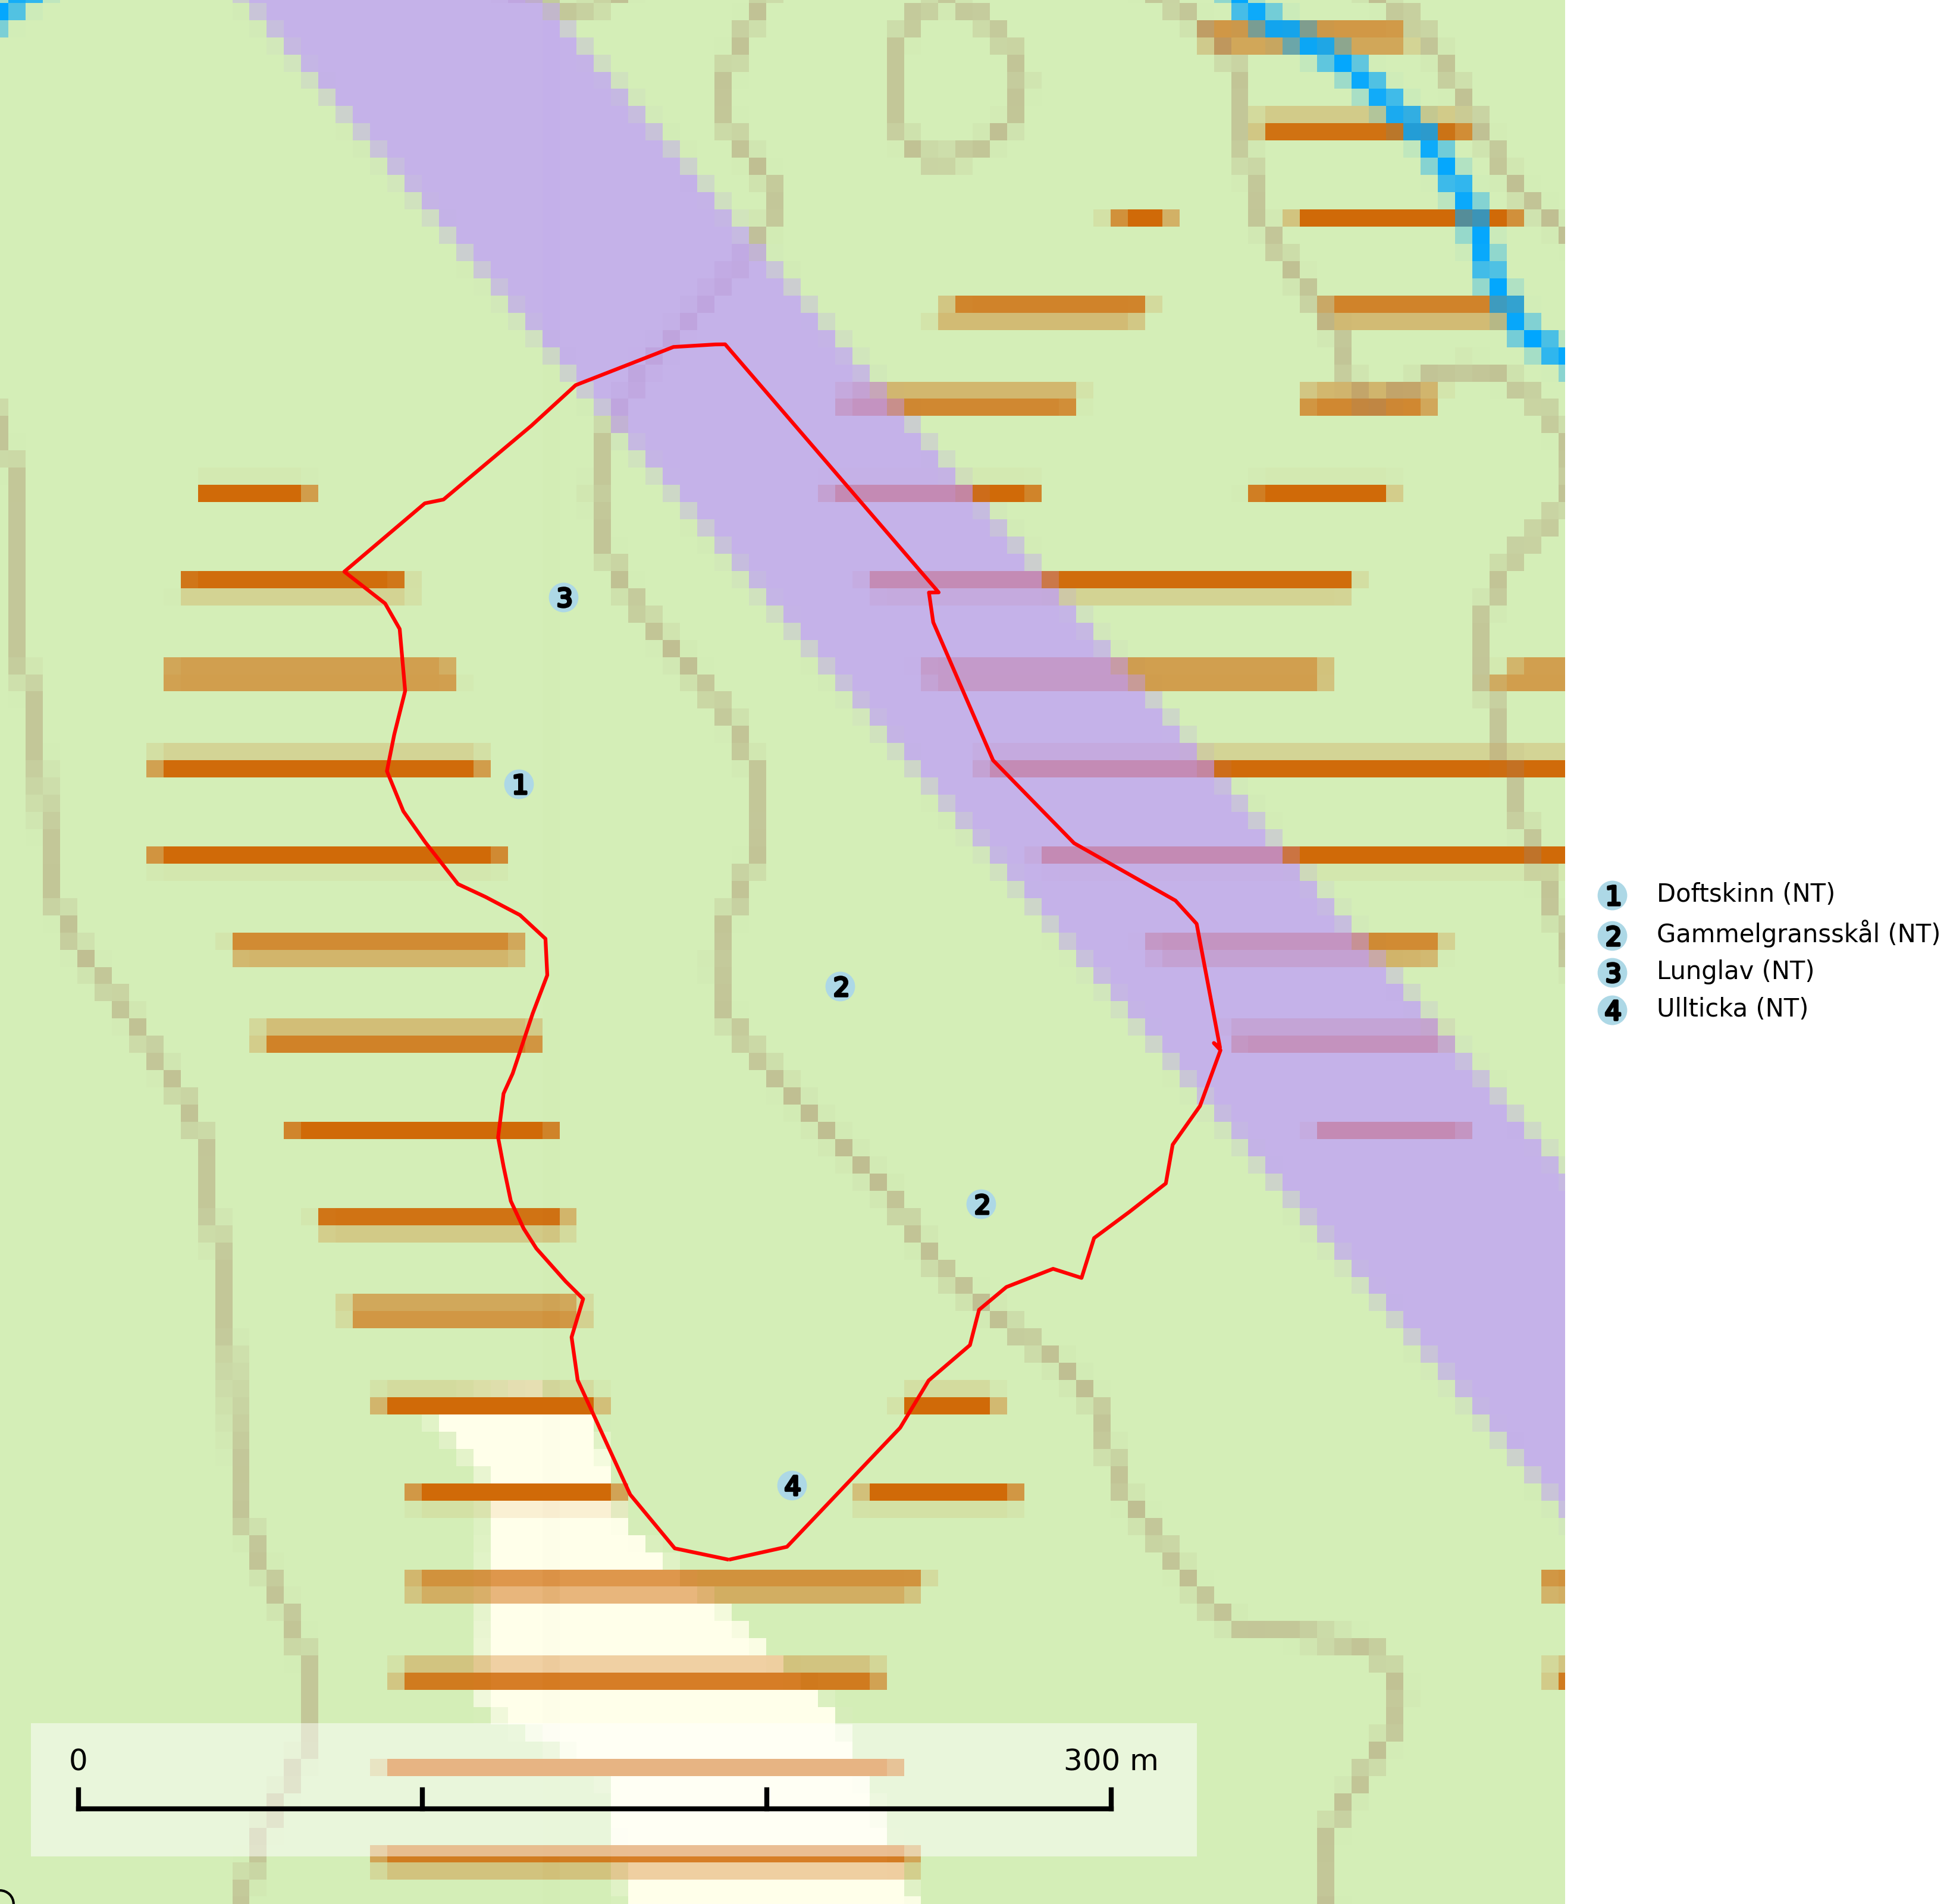 3
1
2
2
4
1 Doftskinn (NT)
2 Gammelgransskål (NT)
3 Lunglav (NT)
4 Ullticka (NT)
0 300 m